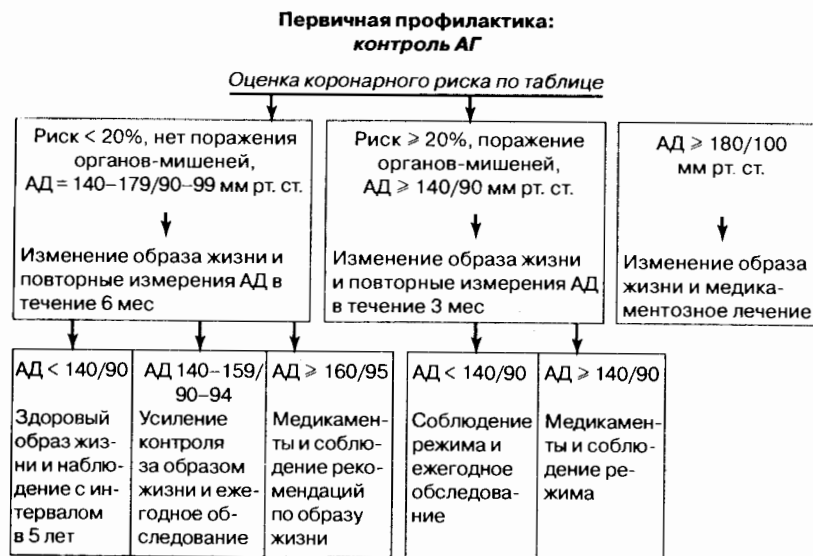 Первичная профилактика:
контроль АГ
Оценка коронарного риска по таблице
Риск < 20%, нет поражения
органов-мишеней,
АД = 140–179/90–99 мм рт. ст.
Изменение образа жизни и
повторные измерения АД в
течение 6 мес
Риск ⩾ 20%, поражение
органов-мишеней,
АД ⩾ 140/90 мм рт. ст.
Изменение образа жизни
и повторные измерения АД
в течение 3 мес
АД ⩾ 180/100
мм рт. ст.
Изменение образа
жизни и медика-
ментозное лечение
АД < 140/90
Здоровый
образ жиз-
ни и наблю-
дение с ин-
тервалом
в 5 лет
АД 140–159/
90–94
Усиление
контроля
за образом
жизни и еже-
годное об-
следование
АД ⩾ 160/95
Медикамен-
ты и соблю-
дение реко-
мендаций
по образу
жизни
АД < 140/90
Соблюдение
режима и
ежегодное
обследова-
ние
АД ⩾ 140/90
Медикамен-
ты и соблю-
дение ре-
жима